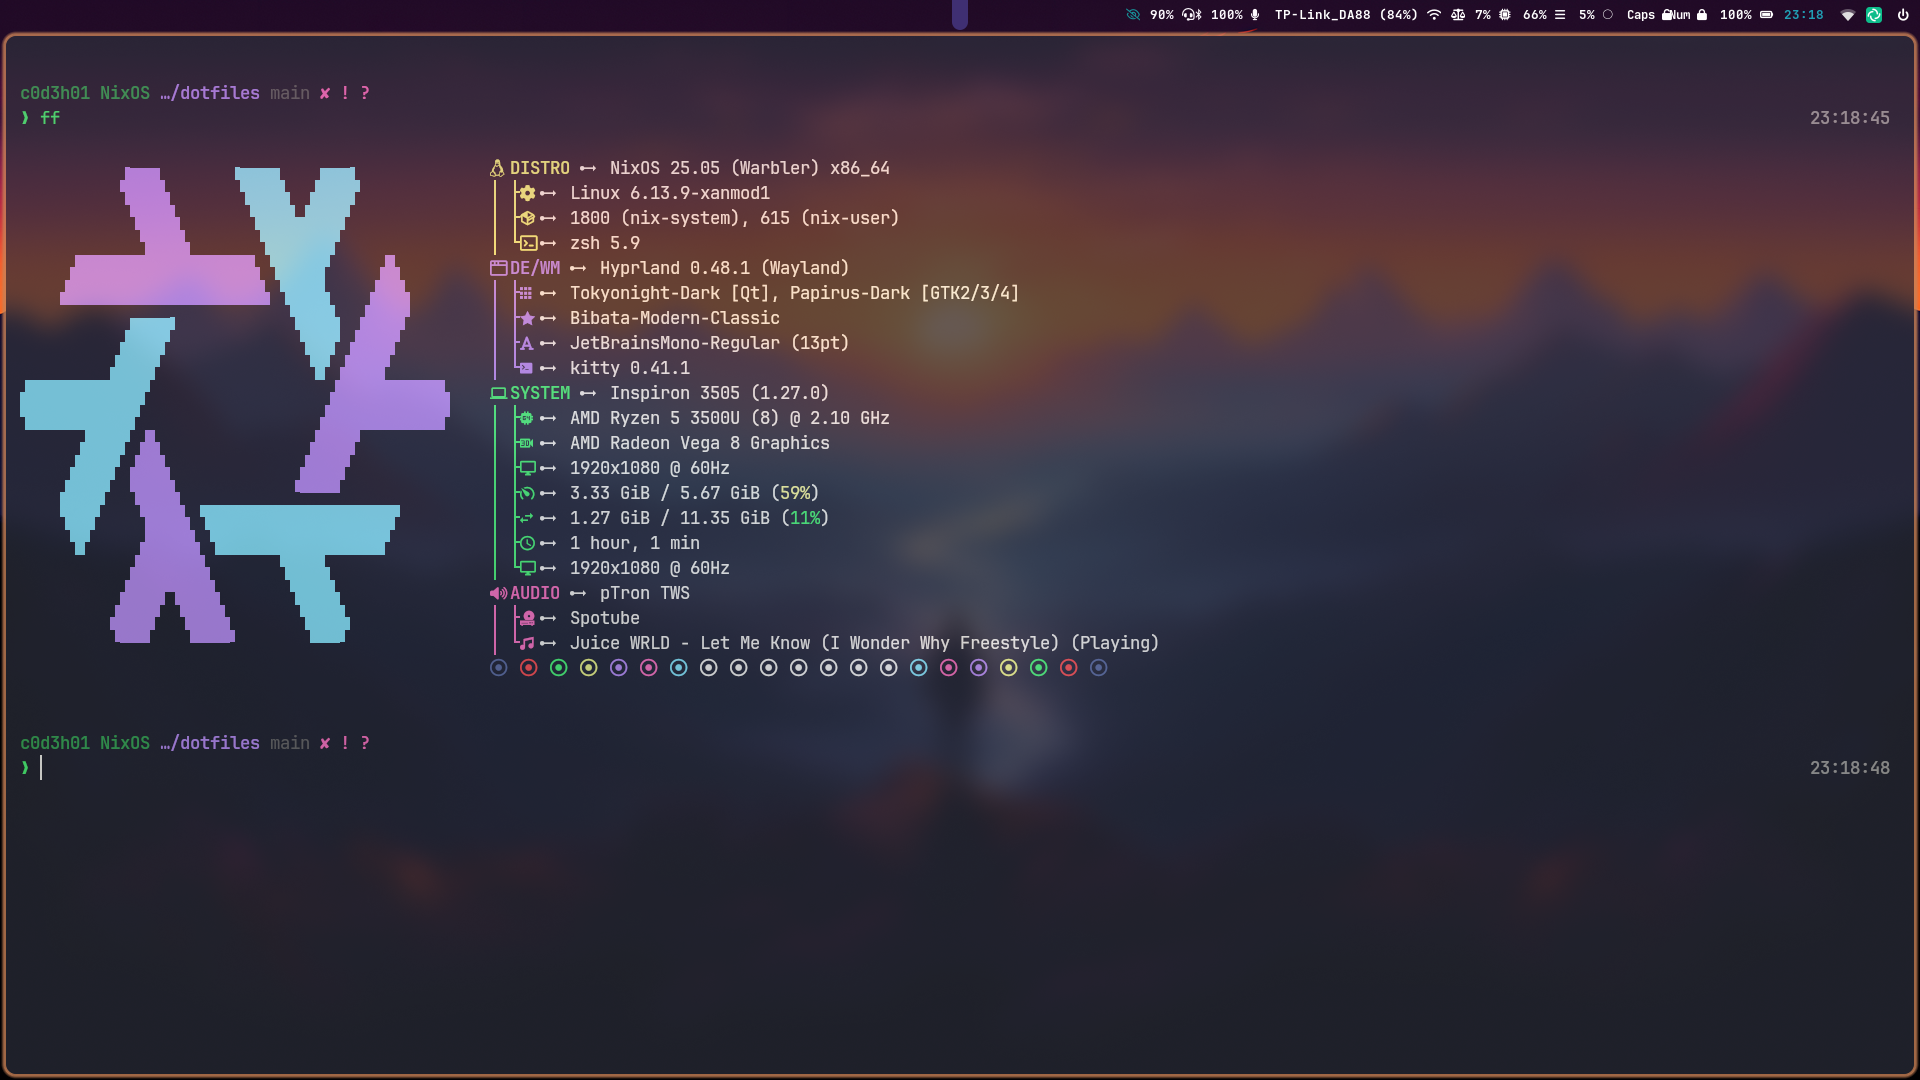 90% 100% TP-Link_DA88 (84%) 7% 66% 5% Caps Num 100% 23:18
c0d3h01 NixOS …/dotfiles main ✘ ! ?
❯ ff 23:18:45
DISTRO NixOS 25.05 (Warbler) x86_64
Linux 6.13.9-xanmod1
1800 (nix-system), 615 (nix-user)
zsh 5.9
DE/WM Hyprland 0.48.1 (Wayland)
Tokyonight-Dark [Qt], Papirus-Dark [GTK2/3/4]
Bibata-Modern-Classic
JetBrainsMono-Regular (13pt)
kitty 0.41.1
SYSTEM Inspiron 3505 (1.27.0)
AMD Ryzen 5 3500U (8) @ 2.10 GHz
AMD Radeon Vega 8 Graphics
1920x1080 @ 60Hz
3.33 GiB / 5.67 GiB (59%)
1.27 GiB / 11.35 GiB (11%)
1 hour, 1 min
1920x1080 @ 60Hz
AUDIO pTron TWS
Spotube
Juice WRLD - Let Me Know (I Wonder Why Freestyle) (Playing)
c0d3h01 NixOS …/dotfiles main ✘ ! ?
❯ 23:18:48